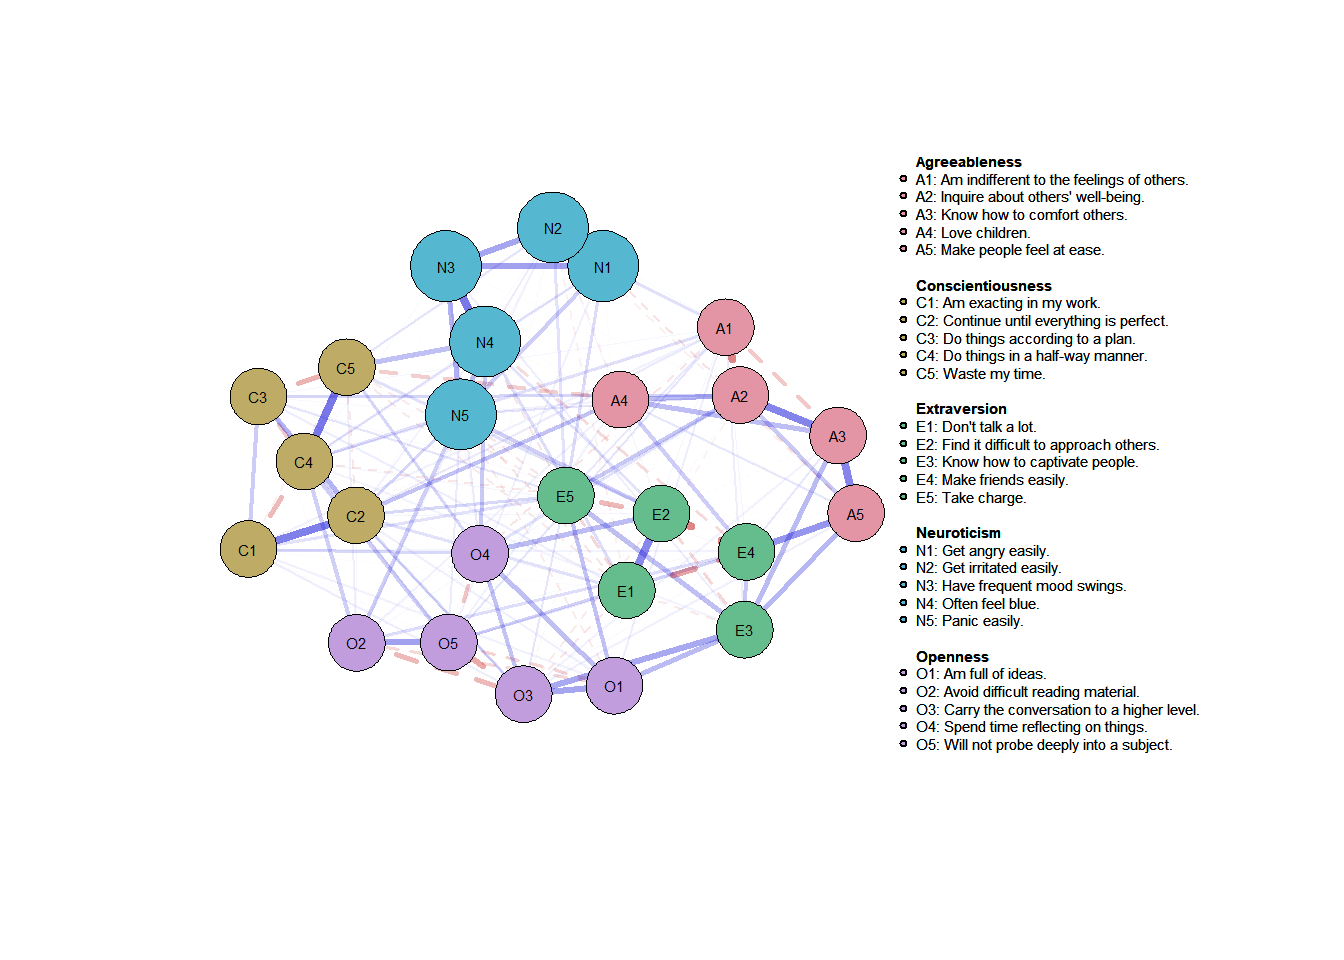 N2
N3
N1
A1
N4
C5
A2
C3
A4
N5
A3
C4
E5
A5
E2
C2
C1
E4
O4
E1
E3
O2
O5
O1
O3
Agreeableness
A1: Am indifferent to the feelings of others.
A2: Inquire about others' well-being.
A3: Know how to comfort others.
A4: Love children.
A5: Make people feel at ease.
Conscientiousness
C1: Am exacting in my work.
C2: Continue until everything is perfect.
C3: Do things according to a plan.
C4: Do things in a half-way manner.
C5: Waste my time.
Extraversion
E1: Don't talk a lot.
E2: Find it difficult to approach others.
E3: Know how to captivate people.
E4: Make friends easily.
E5: Take charge.
Neuroticism
N1: Get angry easily.
N2: Get irritated easily.
N3: Have frequent mood swings.
N4: Often feel blue.
N5: Panic easily.
Openness
O1: Am full of ideas.
O2: Avoid difficult reading material.
O3: Carry the conversation to a higher level.
O4: Spend time reflecting on things.
O5: Will not probe deeply into a subject.